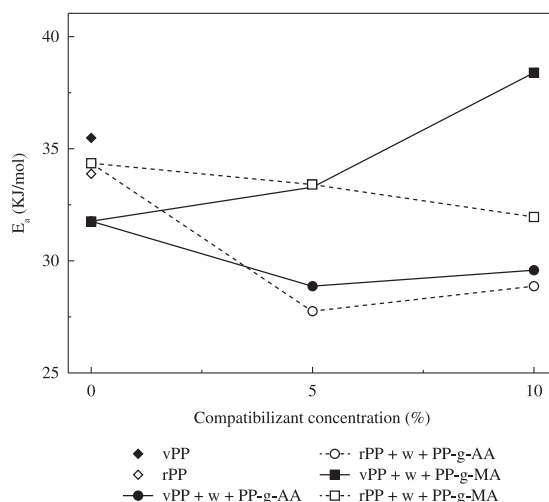 40
35
30
25
E_a (KJ/mol)
0 5 10
Compatibilizant concentration (%)
vPP
rPP
vPP + w + PP-g-AA
rPP + w + PP-g-AA
vPP + w + PP-g-MA
rPP + w + PP-g-MA